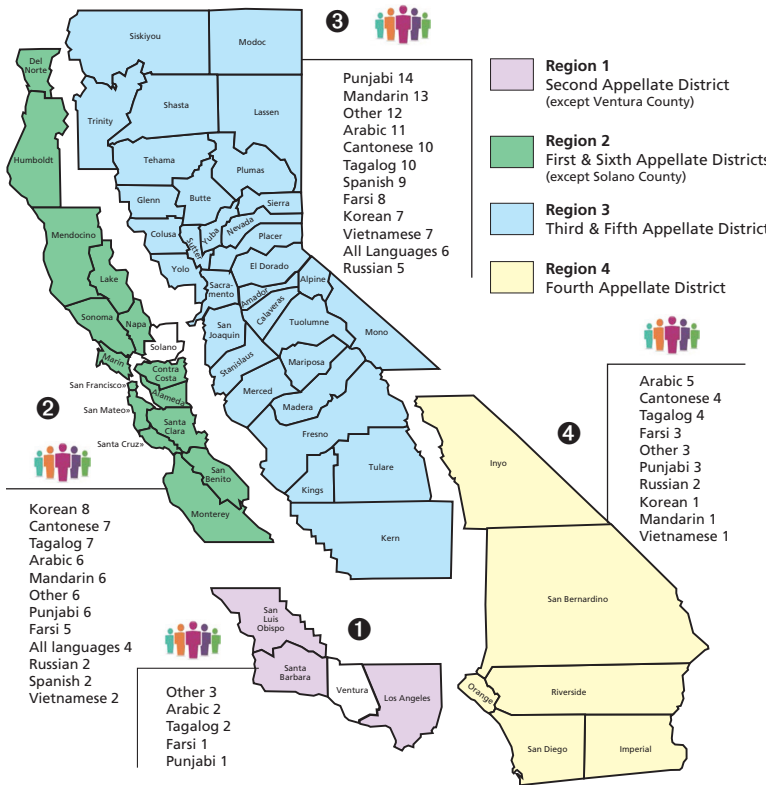 ❸
Punjabi 14
Mandarin 13
Other 12
Arabic 11
Cantonese 10
Tagalog 10
Spanish 9
Farsi 8
Korean 7
Vietnamese 7
All Languages 6
Russian 5
Region 1
Second Appellate District
(except Ventura County)
Region 2
First & Sixth Appellate Districts
(except Solano County)
Region 3
Third & Fifth Appellate District
Region 4
Fourth Appellate District
Siskiyou
Modoc
Del
Norte
Trinity
Shasta
Lassen
Humboldt
Tehama
Plumas
Glenn
Butte
Sierra
Mendocino
Colusa
Sutter
Yuba
Nevada
Placer
Lake
Yolo
El Dorado
Sonoma
Napa
Sacra-
mento
Amador
Alpine
Solano
Calaveras
San
Joaquin
Tuolumne
Mono
Marin
Contra
Costa
Stanislaus
Mariposa
San Francisco»
Alameda
Merced
San Mateo»
Santa
Clara
Madera
Fresno
Santa Cruz»
San
Benito
Tulare
Kings
Monterey
Kern
❷
Korean 8
Cantonese 7
Tagalog 7
Arabic 6
Mandarin 6
Other 6
Punjabi 6
Farsi 5
All languages 4
Russian 2
Spanish 2
Vietnamese 2
❶
San
Luis
Obispo
Santa
Barbara
Ventura
Los Angeles
Other 3
Arabic 2
Tagalog 2
Farsi 1
Punjabi 1
❹
Arabic 5
Cantonese 4
Tagalog 4
Farsi 3
Other 3
Punjabi 3
Russian 2
Korean 1
Mandarin 1
Vietnamese 1
Inyo
San Bernardino
Orange
Riverside
San Diego
Imperial